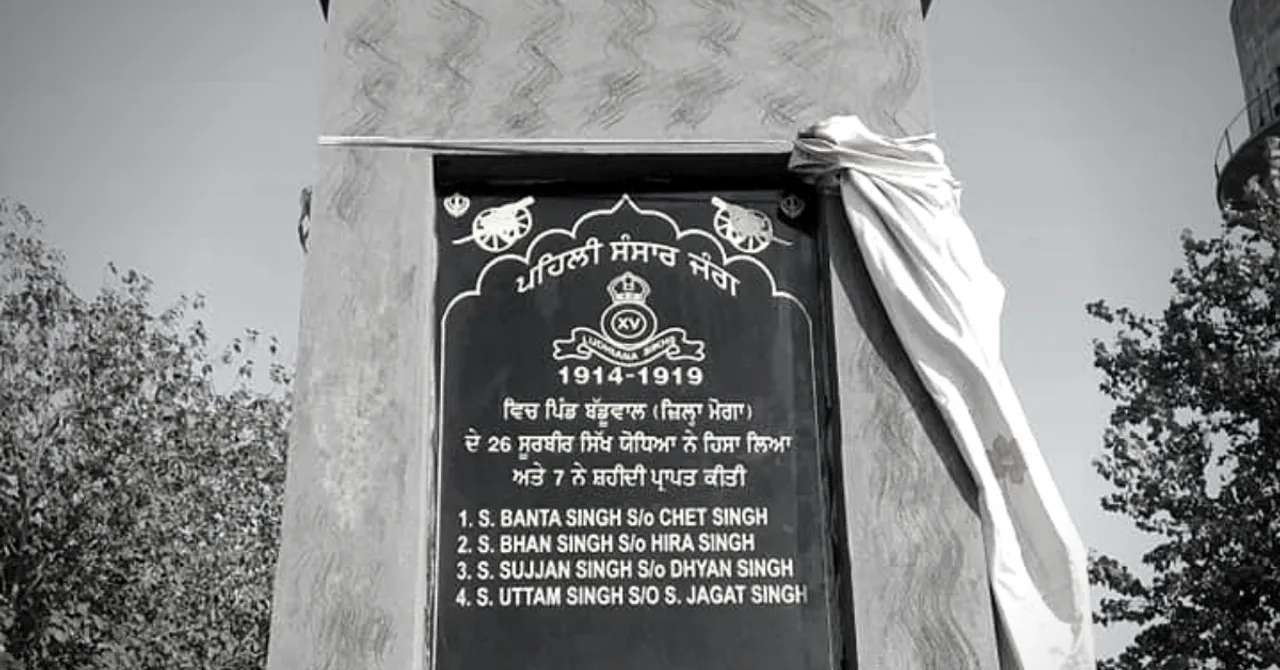 ਪਹਿਲੀ ਸੰਸਾਰ ਜੰਗ
XV
LUDHIANA SIKHS
1914-1919
ਵਿਚ ਪਿੰਡ ਬੱਡੂਵਾਲ (ਜ਼ਿਲ੍ਹਾ ਮੋਗਾ)
ਦੇ 26 ਸੂਰਬੀਰ ਸਿੱਖ ਯੋਧਿਆ ਨੇ ਹਿਸਾ ਲਿਆ
ਅਤੇ 7 ਨੇ ਸ਼ਹੀਦੀ ਪ੍ਰਾਪਤ ਕੀਤੀ
1. S. BANTA SINGH S/o CHET SINGH
2. S. BHAN SINGH S/o HIRA SINGH
3. S. SUJJAN SINGH S/o DHYAN SINGH
4. S. UTTAM SINGH S/O S. JAGAT SINGH